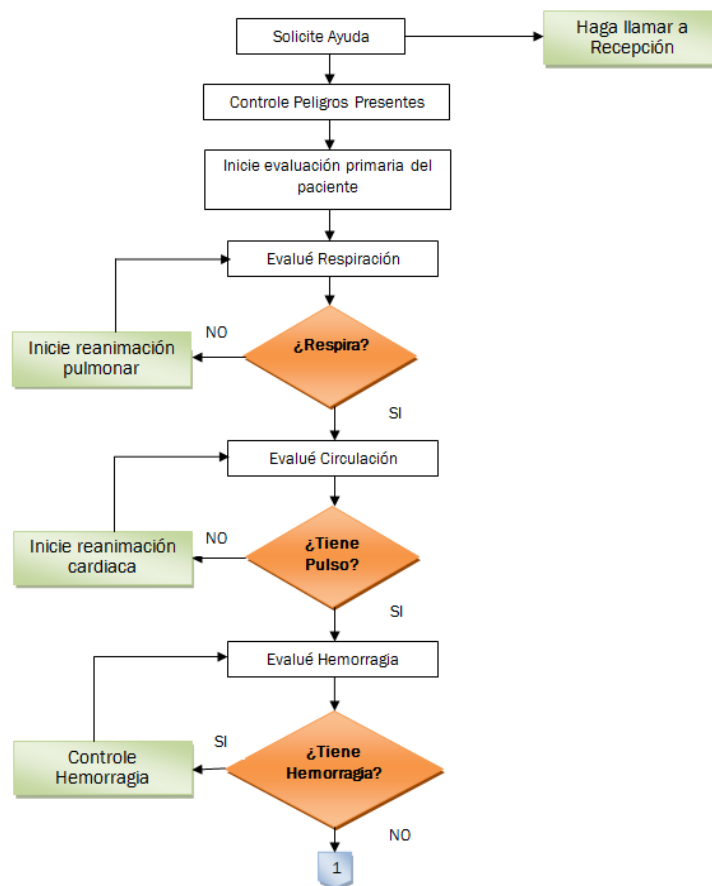 Solicite Ayuda
Haga llamar a
Recepción
Controle Peligros Presentes
Inicie evaluación primaria del
paciente
Evalué Respiración
¿Respira?
NO
Inicie reanimación
pulmonar
SI
Evalué Circulación
¿Tiene
Pulso?
NO
Inicie reanimación
cardiaca
SI
Evalué Hemorragia
¿Tiene
Hemorragia?
SI
Controle
Hemorragia
NO
1